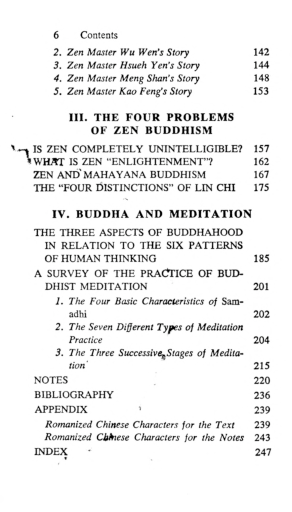 6 Contents
2. Zen Master Wu Wen's Story 142
3. Zen Master Hsueh Yen's Story 144
4. Zen Master Meng Shan's Story 148
5. Zen Master Kao Feng's Story 153
III. THE FOUR PROBLEMS
OF ZEN BUDDHISM
IS ZEN COMPLETELY UNINTELLIGIBLE? 157
WHAT IS ZEN "ENLIGHTENMENT"? 162
ZEN AND MAHAYANA BUDDHISM 167
THE "FOUR DISTINCTIONS" OF LIN CHI 175
IV. BUDDHA AND MEDITATION
THE THREE ASPECTS OF BUDDHAHOOD
IN RELATION TO THE SIX PATTERNS
OF HUMAN THINKING 185
A SURVEY OF THE PRACTICE OF BUD-
DHIST MEDITATION 201
1. The Four Basic Characteristics of Sam-
adhi 202
2. The Seven Different Types of Meditation
Practice 204
3. The Three Successive Stages of Medita-
tion 215
NOTES 220
BIBLIOGRAPHY 236
APPENDIX 239
Romanized Chinese Characters for the Text 239
Romanized Chinese Characters for the Notes 243
INDEX 247